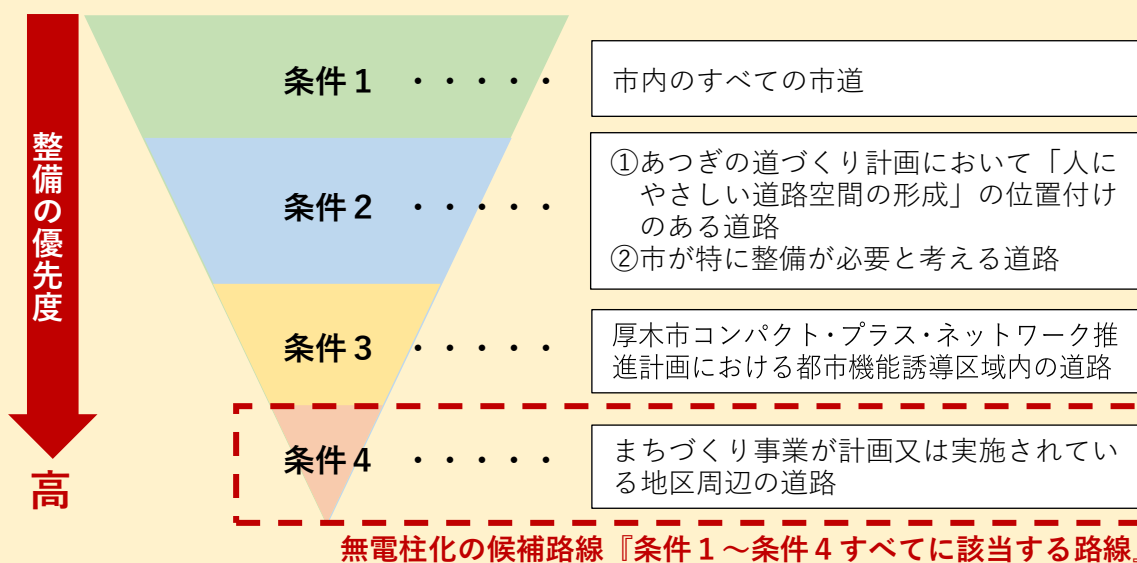 整備の優先度
高
条件1 ・・・・・
市内のすべての市道
条件2 ・・・・・
①あつぎの道づくり計画において「人に
やさしい道路空間の形成」の位置付け
のある道路
②市が特に整備が必要と考える道路
条件3 ・・・・・
厚木市コンパクト・プラス・ネットワーク推
進計画における都市機能誘導区域内の道路
条件4 ・・・・・
まちづくり事業が計画又は実施されてい
る地区周辺の道路
無電柱化の候補路線『条件1～条件4すべてに該当する路線』